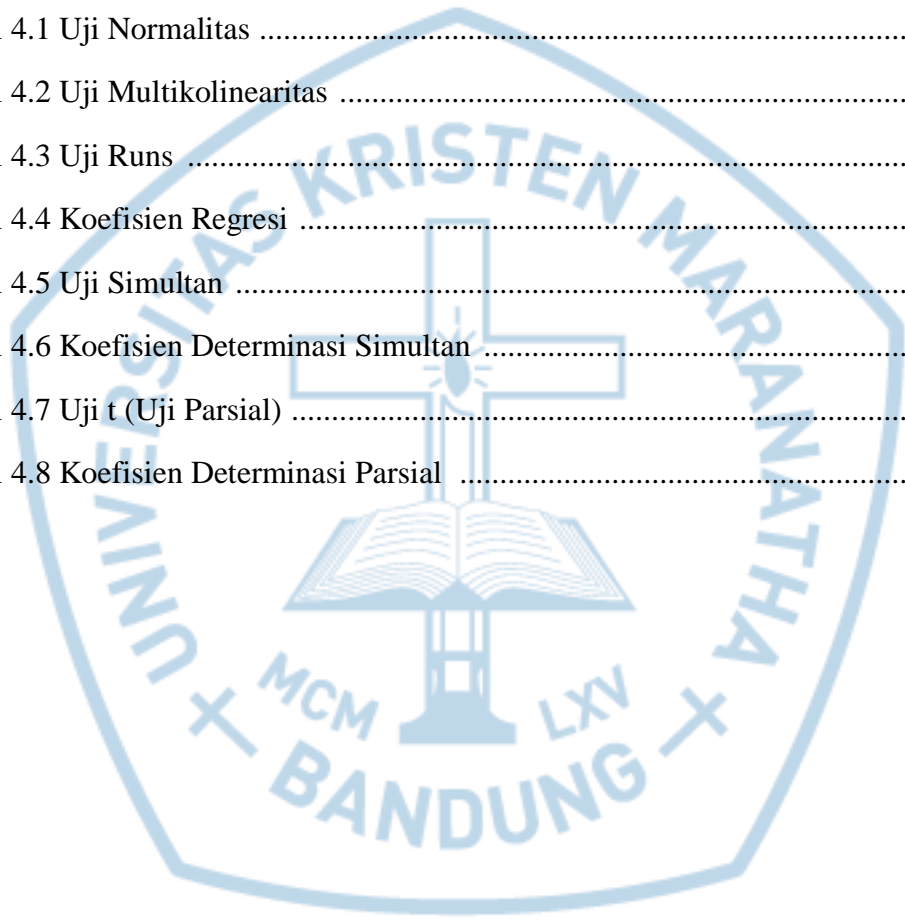 l 4.1 Uji Normalitas ........................................................................................
l 4.2 Uji Multikolinearitas ............................................................................
l 4.3 Uji Runs ..................................................................................................
l 4.4 Koefisien Regresi ..................................................................................
l 4.5 Uji Simultan ...........................................................................................
l 4.6 Koefisien Determinasi Simultan .........................................................
l 4.7 Uji t (Uji Parsial) ...................................................................................
l 4.8 Koefisien Determinasi Parsial ............................................................
UNIVERSITAS KRISTEN MARANATHA
MCM LXV
+ BANDUNG +